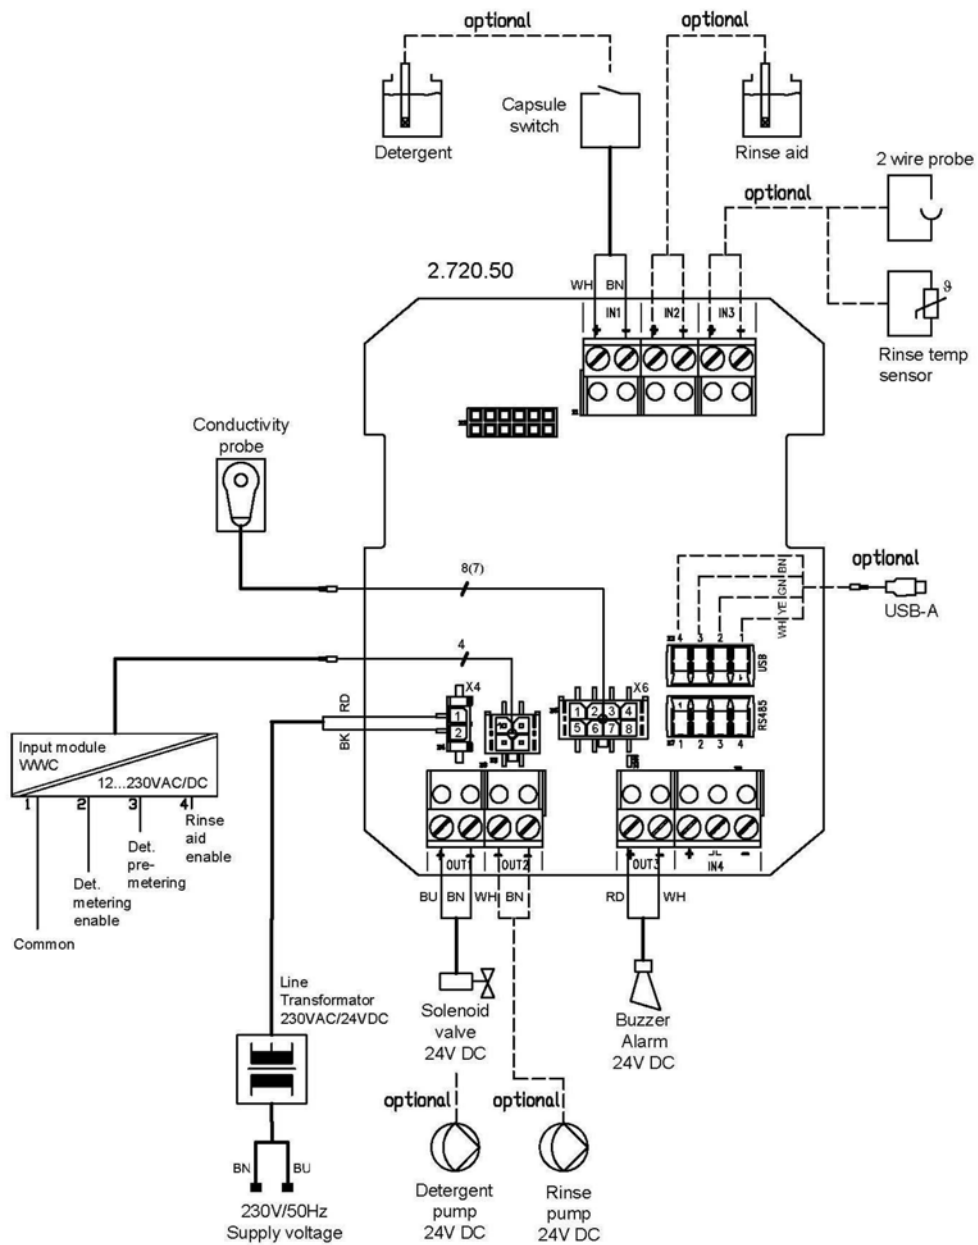 optional
optional
Capsule
switch
Detergent
Rinse aid
2 wire probe
optional
2.720.50
WH
BN
IN1
IN2
IN3
+ - + - + -
ϑ
Rinse temp
sensor
Conductivity
probe
8(7)
optional
BN
GN
YE
WH
USB-A
4 3 2 1
USB
4
X4
X6
RD
BK
1
2
1 2 3 4
5 6 7 8
1
RS485
1 2 3 4
Input module
WWC
12...230VAC/DC
1 2 3 4
Rinse
aid
enable
Det.
pre-
metering
Det.
metering
enable
Common
+ OUT1 - - OUT2 -
+ OUT3 - + IN4 -
BU BN WH BN
RD WH
Line
Transformator
230VAC/24VDC
Solenoid
valve
24V DC
Buzzer
Alarm
24V DC
optional
optional
BN BU
230V/50Hz
Supply voltage
Detergent
pump
24V DC
Rinse
pump
24V DC